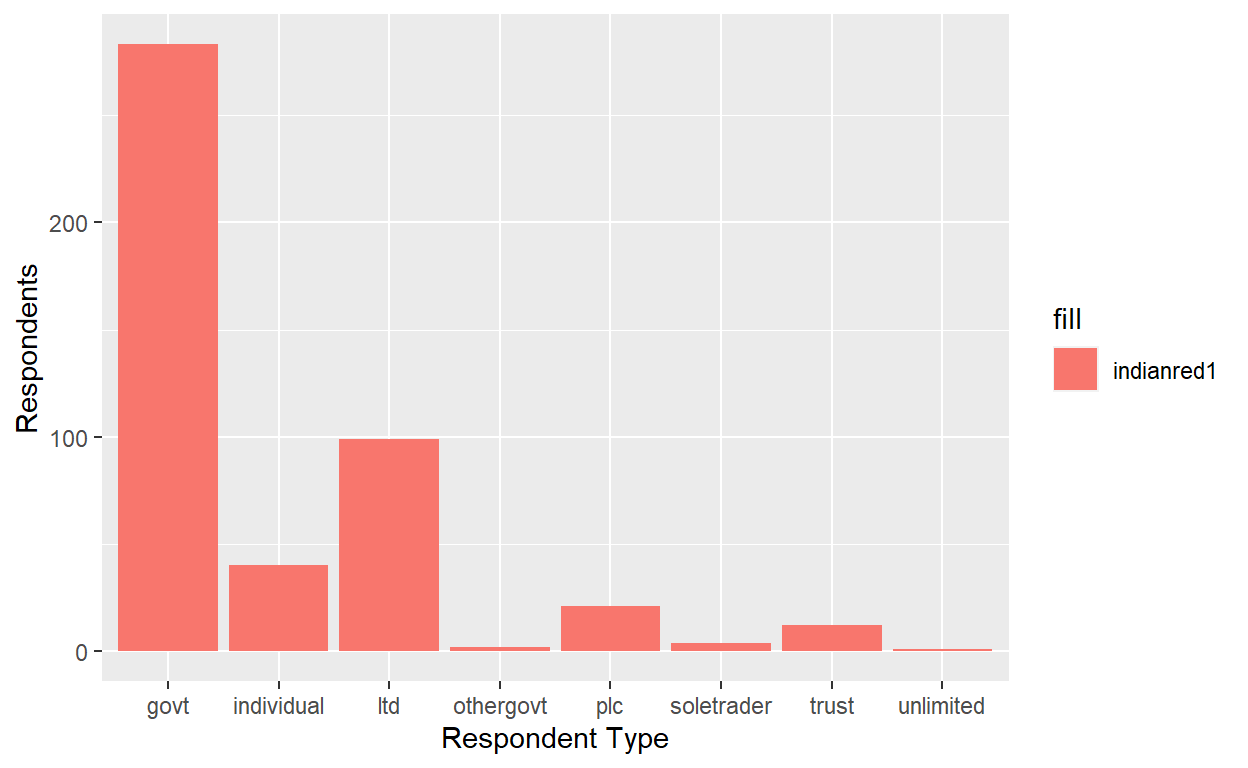 200
100
0
Respondents
govt individual ltd othergovt plc soletrader trust unlimited
Respondent Type
fill
indianred1